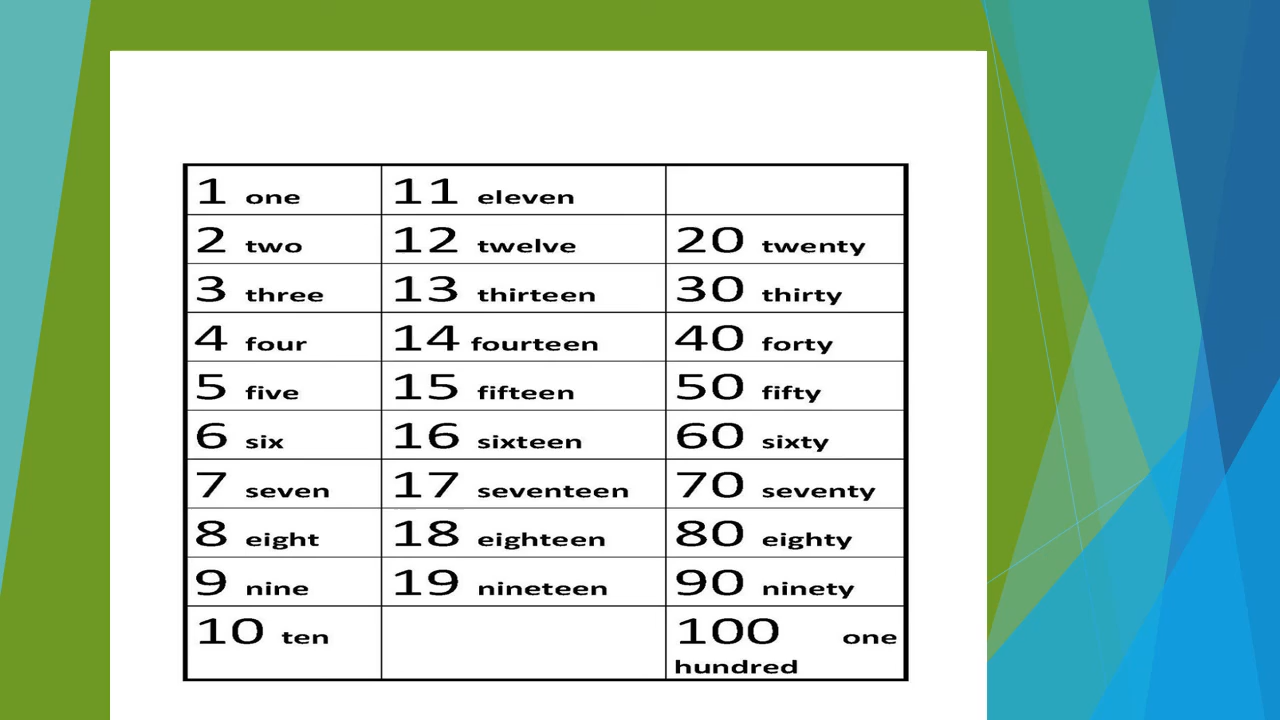 1 one 11 eleven
2 two 12 twelve 20 twenty
3 three 13 thirteen 30 thirty
4 four 14 fourteen 40 forty
5 five 15 fifteen 50 fifty
6 six 16 sixteen 60 sixty
7 seven 17 seventeen 70 seventy
8 eight 18 eighteen 80 eighty
9 nine 19 nineteen 90 ninety
10 ten 100 one
hundred